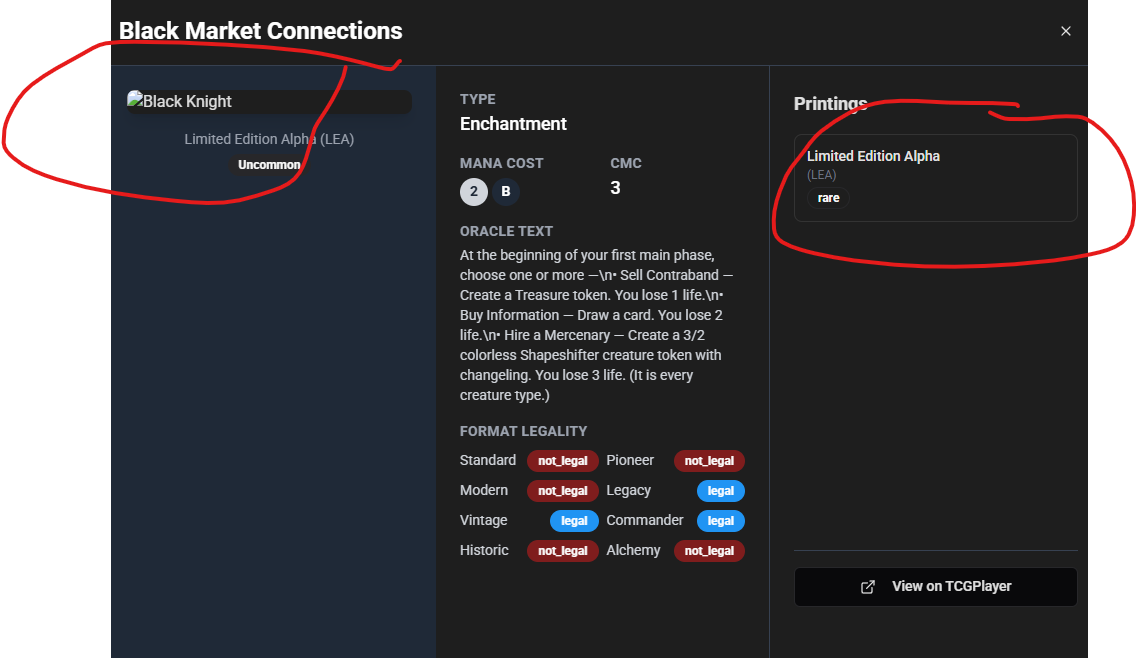 Black Market Connections
Black Knight
Limited Edition Alpha (LEA)
Uncommon
TYPE
Enchantment
MANA COST
CMC
2 B
3
ORACLE TEXT
At the beginning of your first main phase,
choose one or more —\n• Sell Contraband —
Create a Treasure token. You lose 1 life.\n•
Buy Information — Draw a card. You lose 2
life.\n• Hire a Mercenary — Create a 3/2
colorless Shapeshifter creature token with
changeling. You lose 3 life. (It is every
creature type.)
FORMAT LEGALITY
Standard not_legal Pioneer not_legal
Modern not_legal Legacy legal
Vintage legal Commander legal
Historic not_legal Alchemy not_legal
Printings
Limited Edition Alpha
(LEA)
rare
View on TCGPlayer